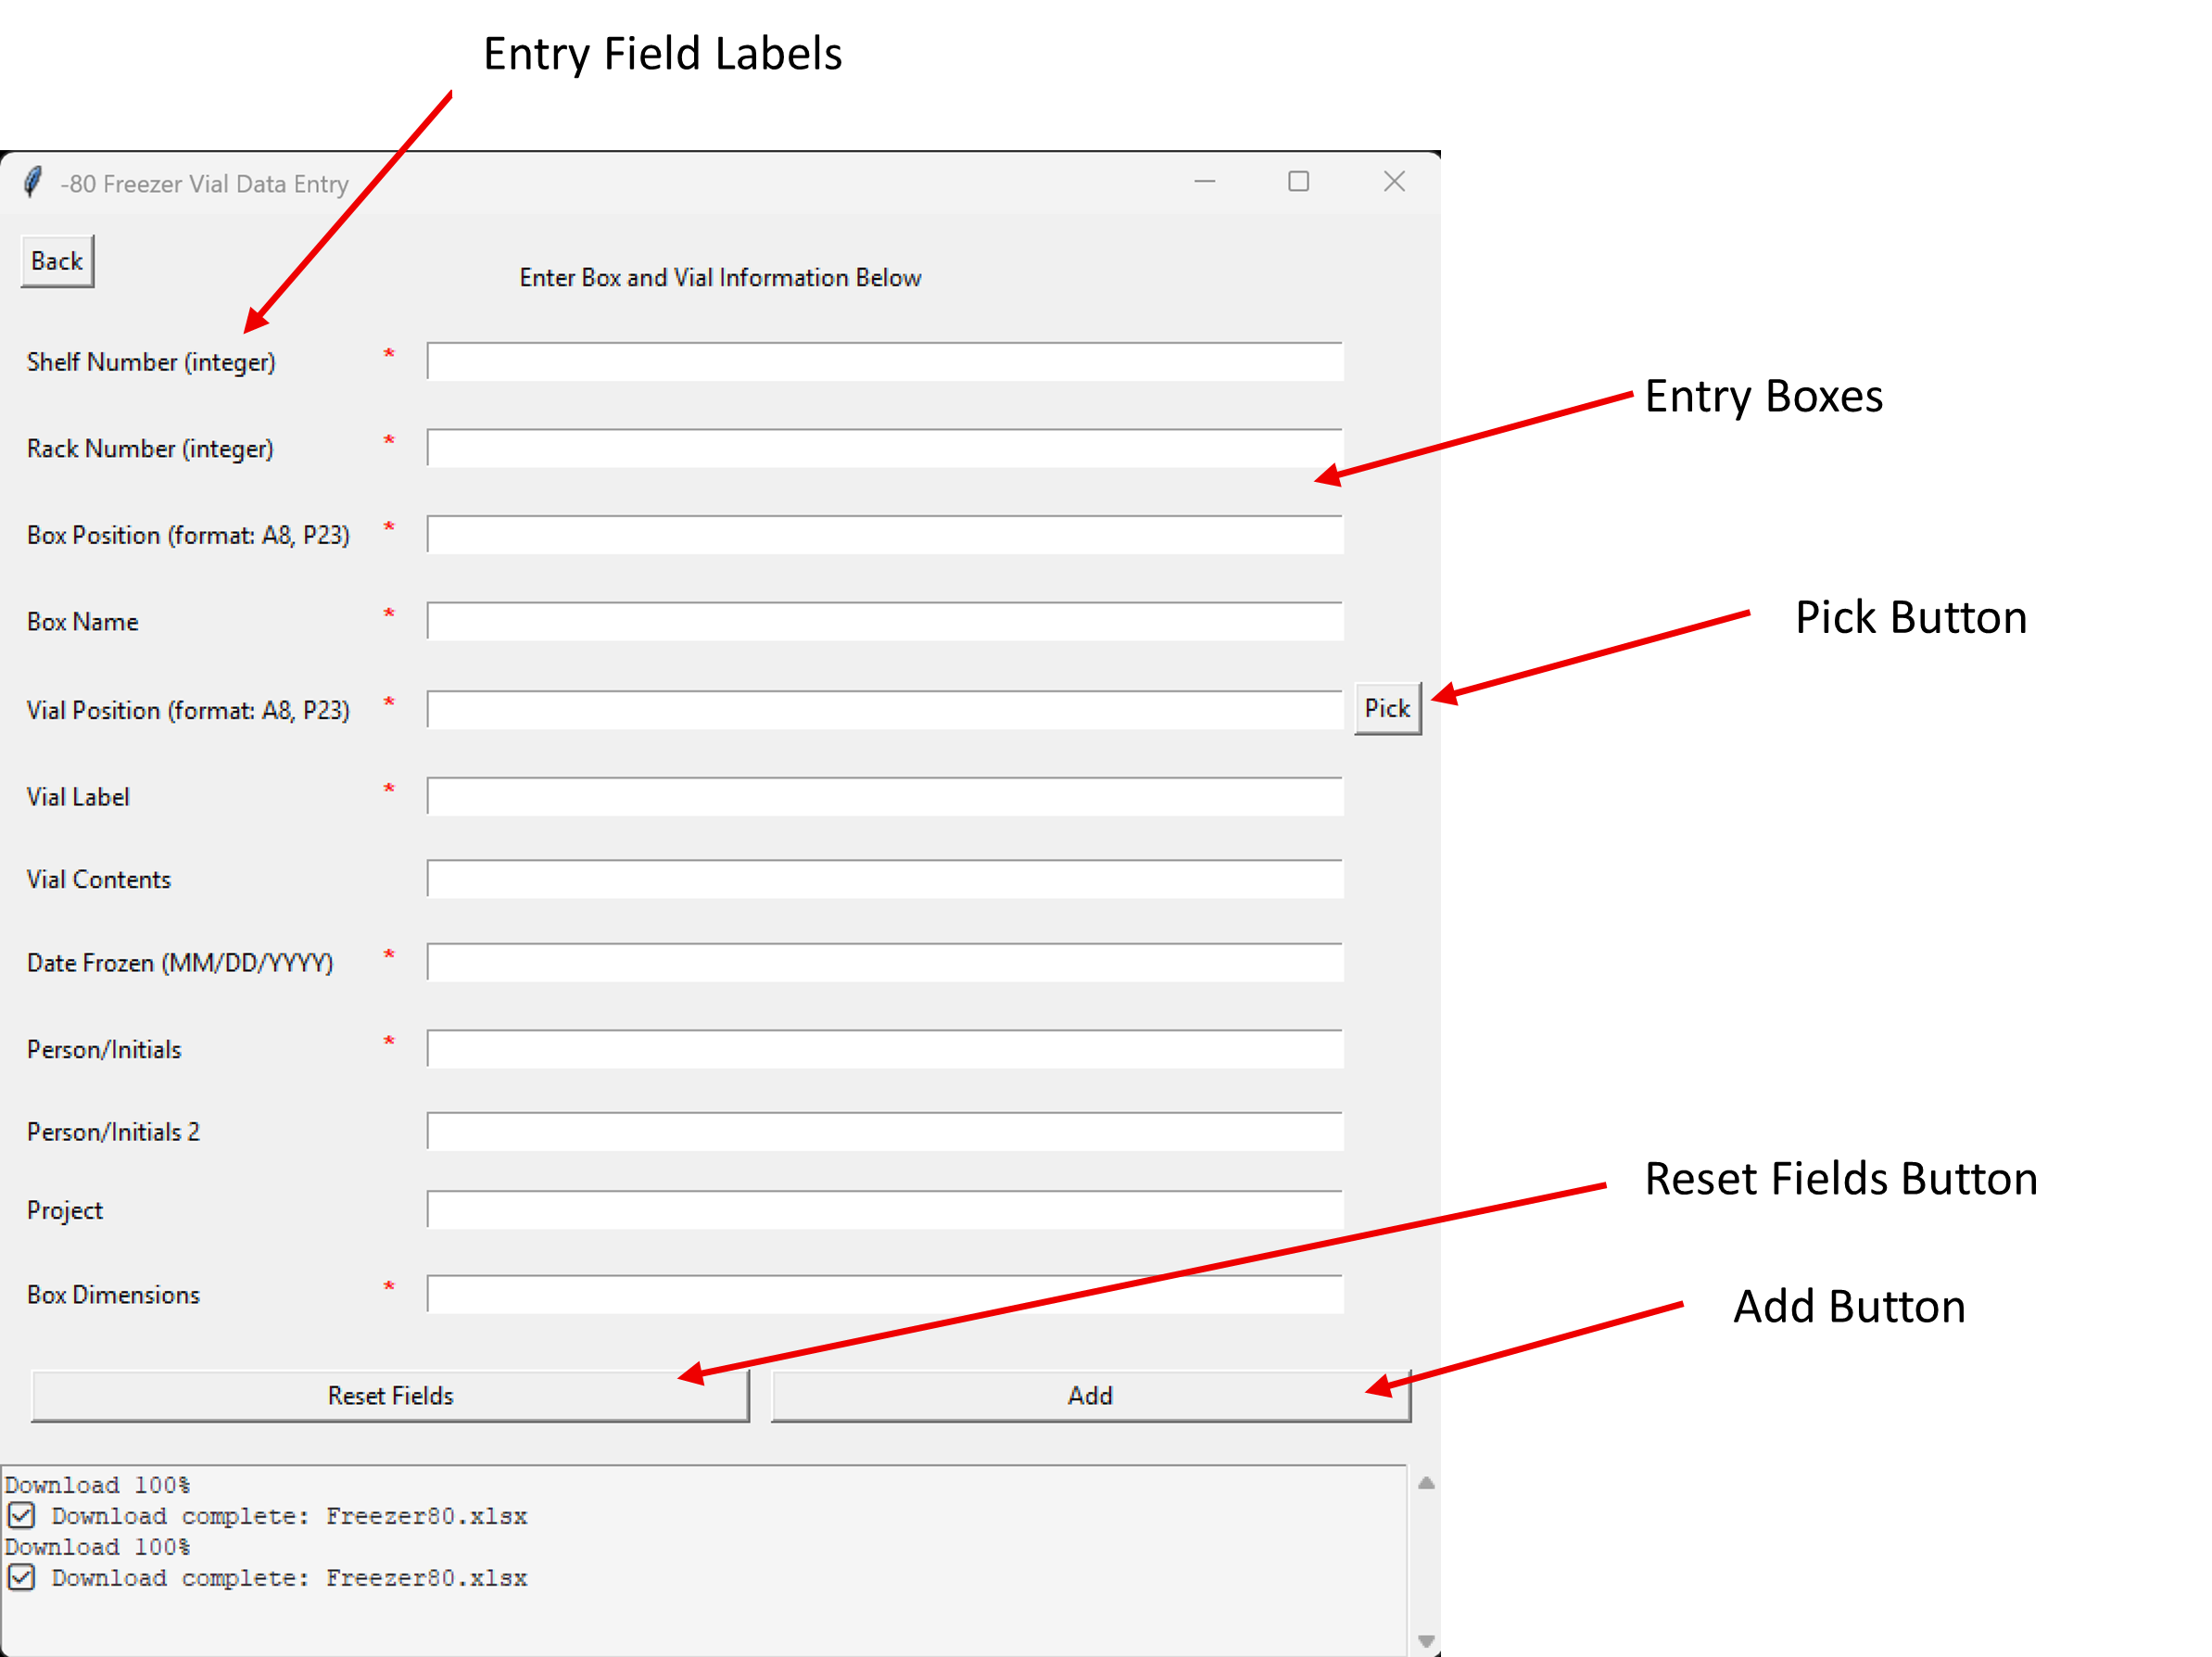 Entry Field Labels
-80 Freezer Vial Data Entry
Back
Enter Box and Vial Information Below
Shelf Number (integer) *
Entry Boxes
Rack Number (integer) *
Box Position (format: A8, P23) *
Box Name *
Pick Button
Vial Position (format: A8, P23) *
Pick
Vial Label *
Vial Contents
Date Frozen (MM/DD/YYYY) *
Person/Initials *
Person/Initials 2
Reset Fields Button
Project
Box Dimensions *
Add Button
Reset Fields
Add
Download 100%
☑ Download complete: Freezer80.xlsx
Download 100%
☑ Download complete: Freezer80.xlsx